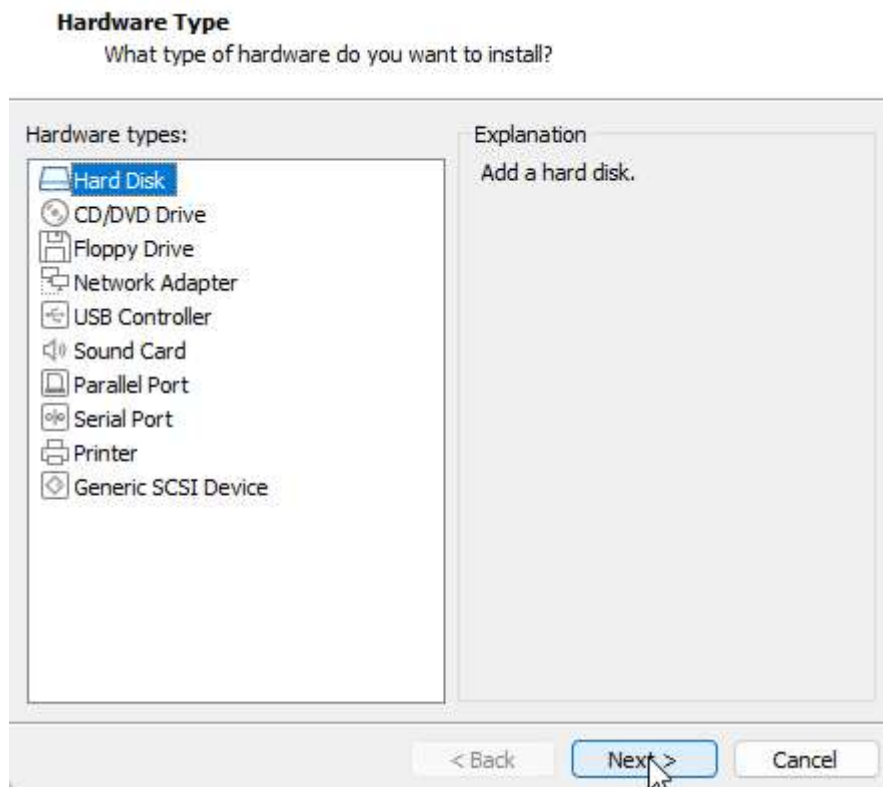 Hardware Type
What type of hardware do you want to install?
Hardware types:
Hard Disk
CD/DVD Drive
Floppy Drive
Network Adapter
USB Controller
Sound Card
Parallel Port
Serial Port
Printer
Generic SCSI Device
Explanation
Add a hard disk.
< Back
Next >
Cancel